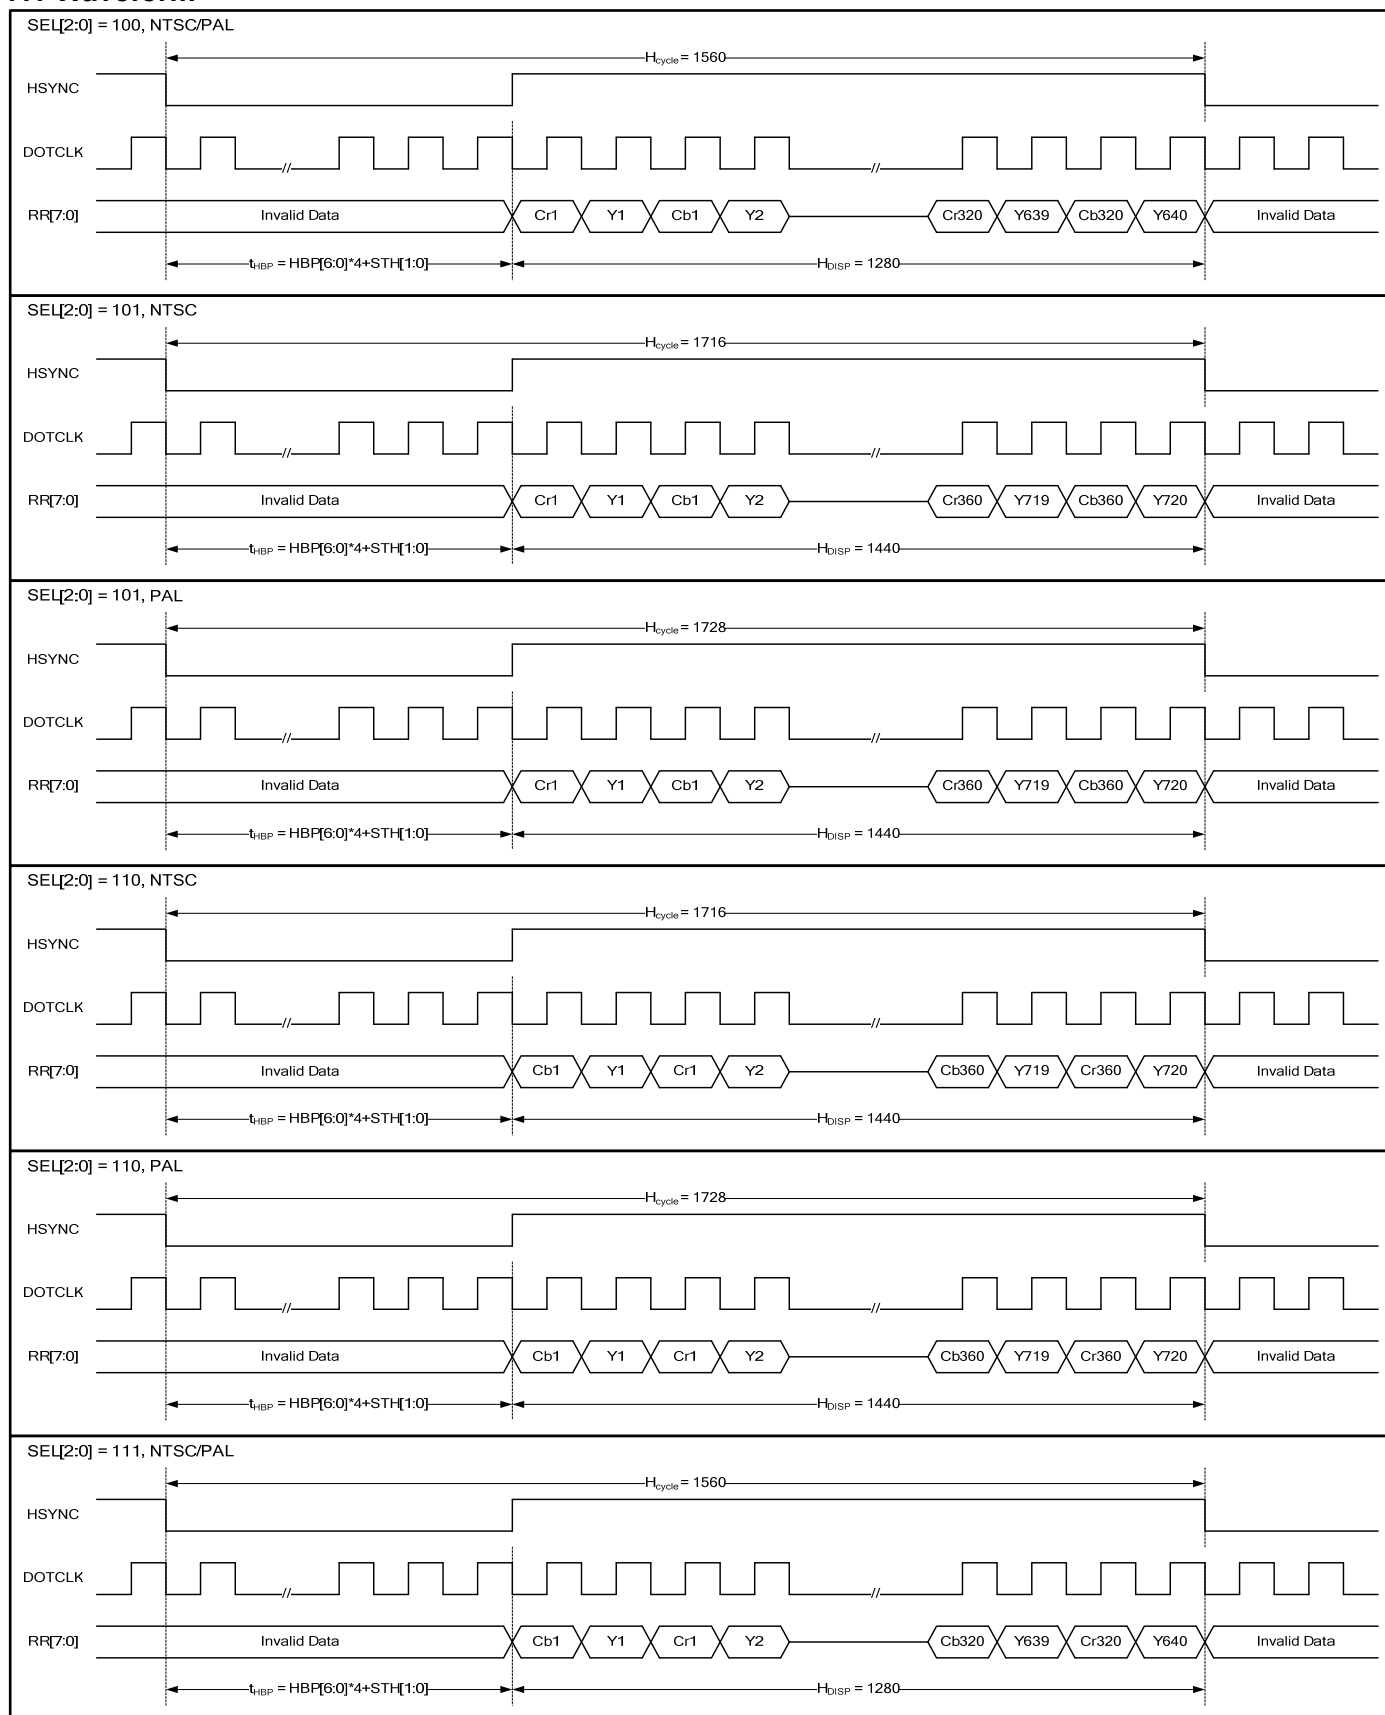 SEL[2:0] = 100, NTSC/PAL
Hcycle = 1560
HSYNC
DOTCLK
//
//
RR[7:0] Invalid Data Cr1 Y1 Cb1 Y2 Cr320 Y639 Cb320 Y640 Invalid Data
tHBP = HBP[6:0]*4+STH[1:0] HDISP = 1280
SEL[2:0] = 101, NTSC
Hcycle = 1716
HSYNC
DOTCLK
//
//
RR[7:0] Invalid Data Cr1 Y1 Cb1 Y2 Cr360 Y719 Cb360 Y720 Invalid Data
tHBP = HBP[6:0]*4+STH[1:0] HDISP = 1440
SEL[2:0] = 101, PAL
Hcycle = 1728
HSYNC
DOTCLK
//
//
RR[7:0] Invalid Data Cr1 Y1 Cb1 Y2 Cr360 Y719 Cb360 Y720 Invalid Data
tHBP = HBP[6:0]*4+STH[1:0] HDISP = 1440
SEL[2:0] = 110, NTSC
Hcycle = 1716
HSYNC
DOTCLK
//
//
RR[7:0] Invalid Data Cb1 Y1 Cr1 Y2 Cb360 Y719 Cr360 Y720 Invalid Data
tHBP = HBP[6:0]*4+STH[1:0] HDISP = 1440
SEL[2:0] = 110, PAL
Hcycle = 1728
HSYNC
DOTCLK
//
//
RR[7:0] Invalid Data Cb1 Y1 Cr1 Y2 Cb360 Y719 Cr360 Y720 Invalid Data
tHBP = HBP[6:0]*4+STH[1:0] HDISP = 1440
SEL[2:0] = 111, NTSC/PAL
Hcycle = 1560
HSYNC
DOTCLK
//
//
RR[7:0] Invalid Data Cb1 Y1 Cr1 Y2 Cb320 Y639 Cr320 Y640 Invalid Data
tHBP = HBP[6:0]*4+STH[1:0] HDISP = 1280